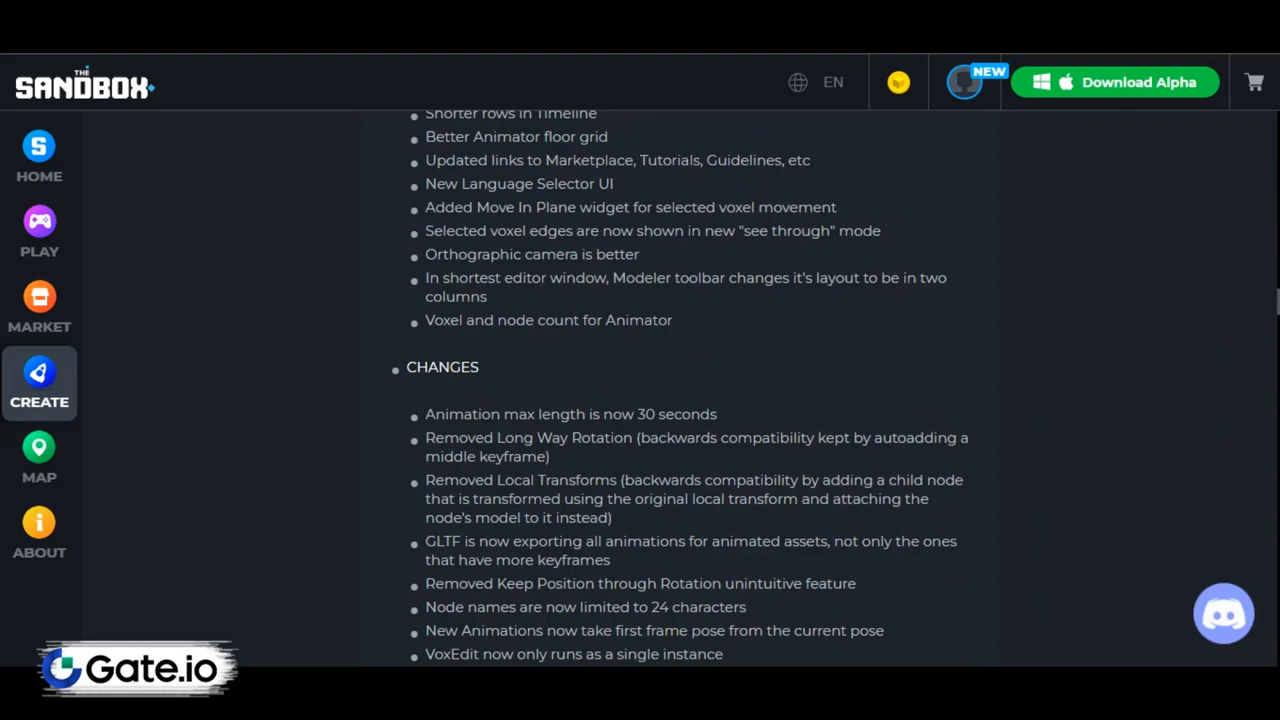 THE
SANDBOX
EN
NEW
Download Alpha
HOME
PLAY
MARKET
CREATE
MAP
ABOUT
Shorter rows in Timeline
Better Animator floor grid
Updated links to Marketplace, Tutorials, Guidelines, etc
New Language Selector UI
Added Move In Plane widget for selected voxel movement
Selected voxel edges are now shown in new "see through" mode
Orthographic camera is better
In shortest editor window, Modeler toolbar changes it's layout to be in two
columns
Voxel and node count for Animator
CHANGES
Animation max length is now 30 seconds
Removed Long Way Rotation (backwards compatibility kept by autoadding a
middle keyframe)
Removed Local Transforms (backwards compatibility by adding a child node
that is transformed using the original local transform and attaching the
node's model to it instead)
GLTF is now exporting all animations for animated assets, not only the ones
that have more keyframes
Removed Keep Position through Rotation unintuitive feature
Node names are now limited to 24 characters
New Animations now take first frame pose from the current pose
VoxEdit now only runs as a single instance
Gate.io